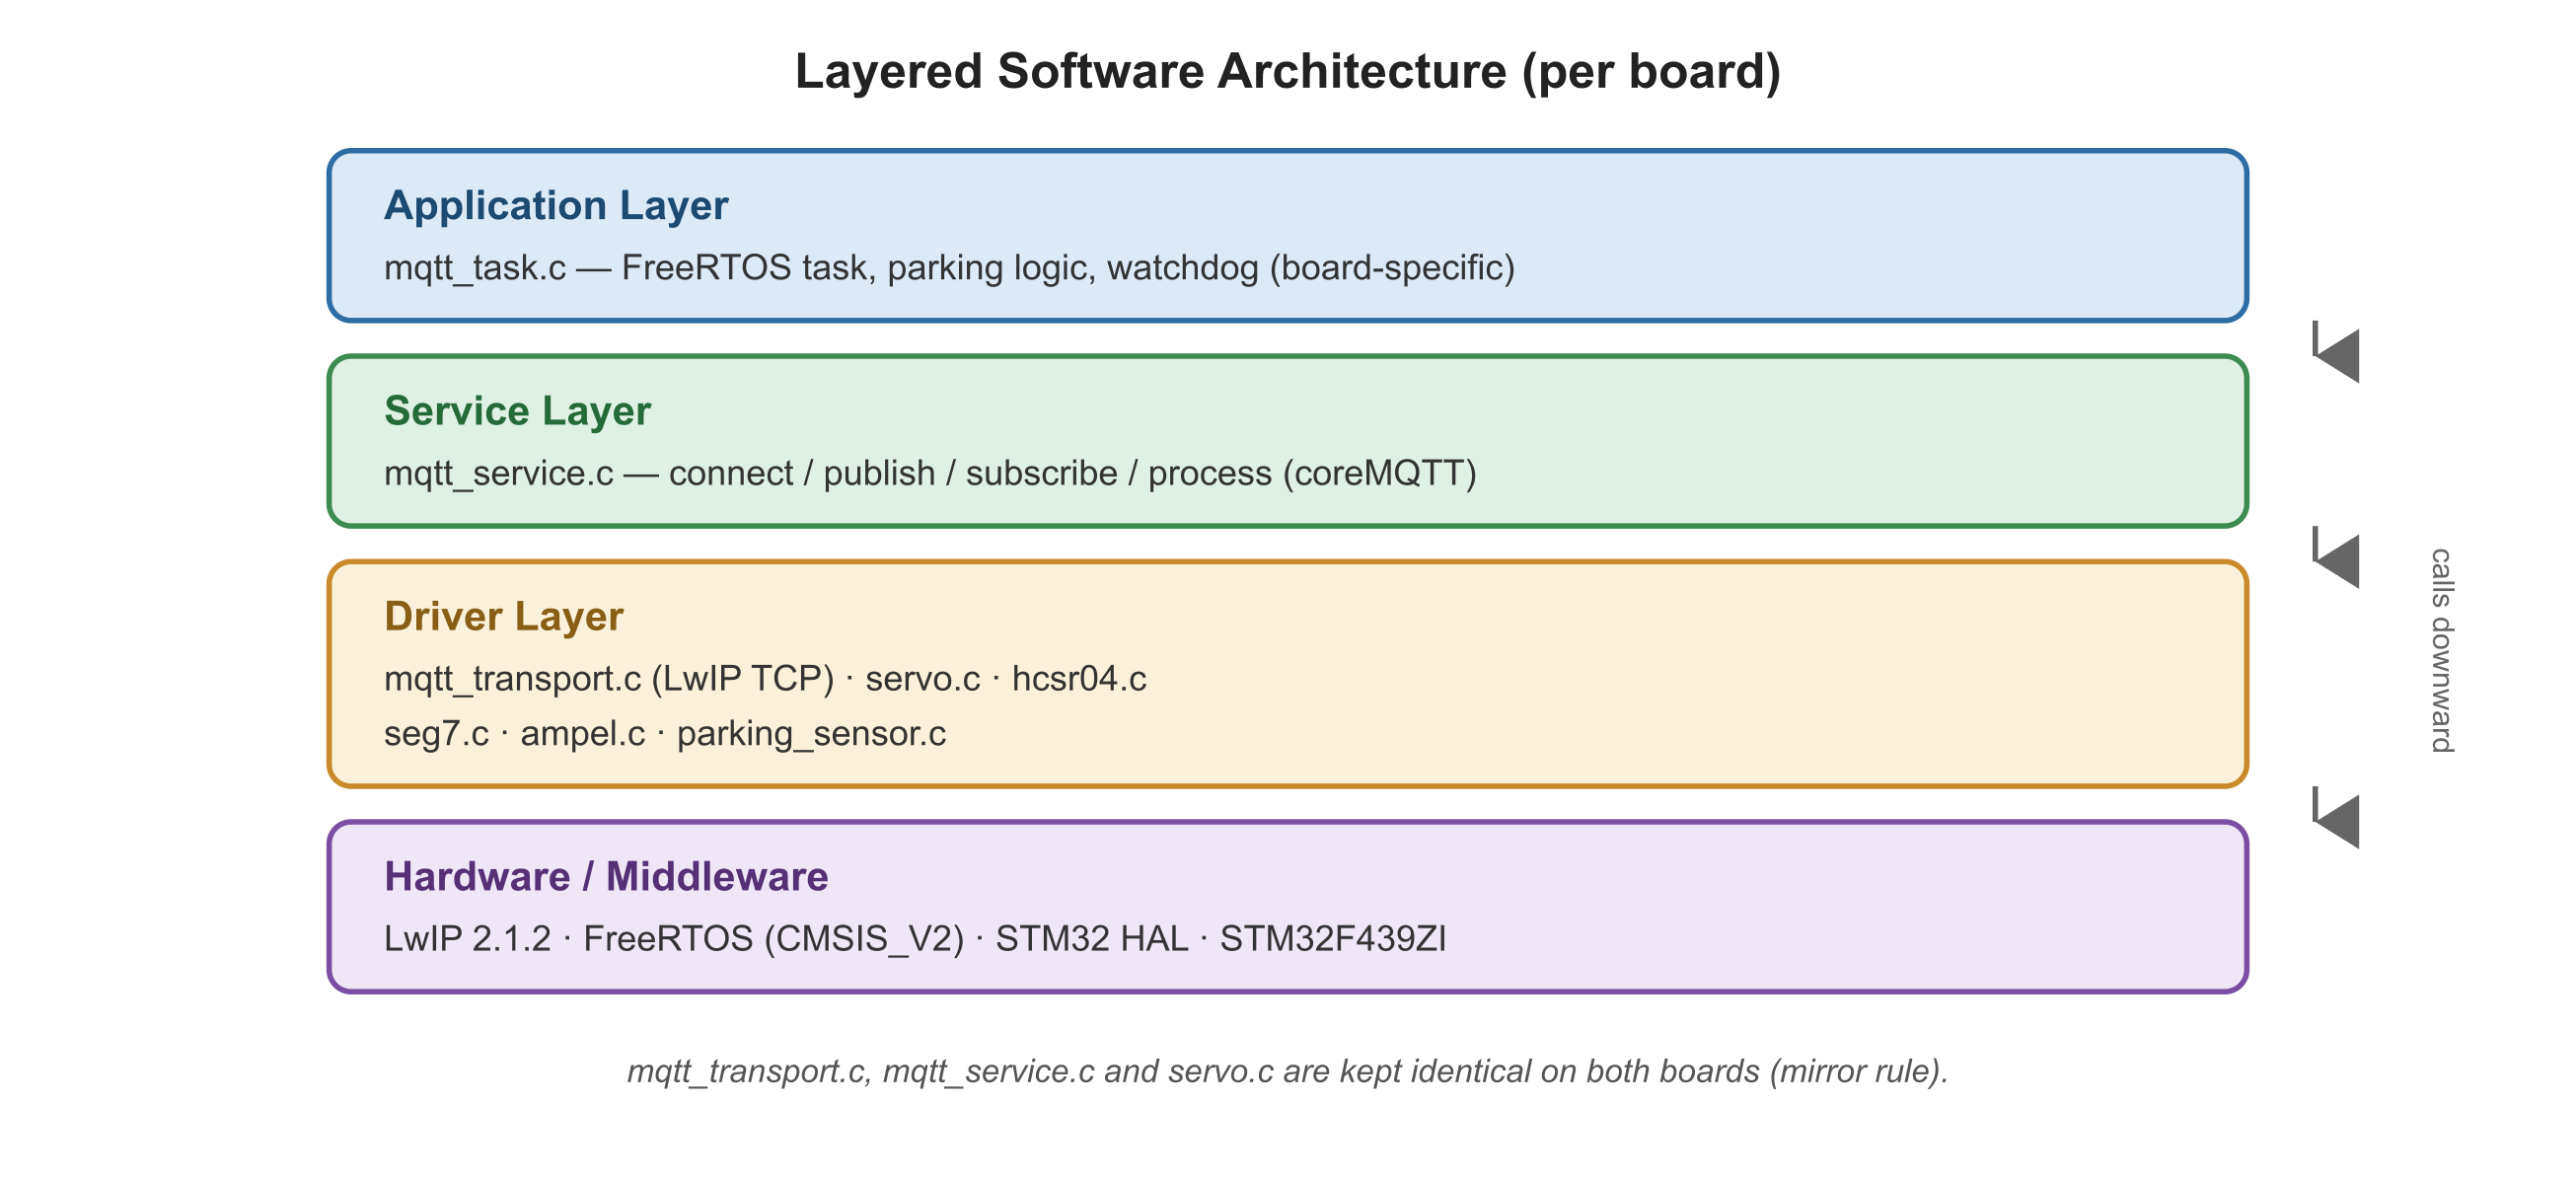 Layered Software Architecture (per board)
Application Layer
mqtt_task.c — FreeRTOS task, parking logic, watchdog (board-specific)
Service Layer
mqtt_service.c — connect / publish / subscribe / process (coreMQTT)
Driver Layer
mqtt_transport.c (LwIP TCP) · servo.c · hcsr04.c
seg7.c · ampel.c · parking_sensor.c
calls downward
Hardware / Middleware
LwIP 2.1.2 · FreeRTOS (CMSIS_V2) · STM32 HAL · STM32F439ZI
mqtt_transport.c, mqtt_service.c and servo.c are kept identical on both boards (mirror rule).